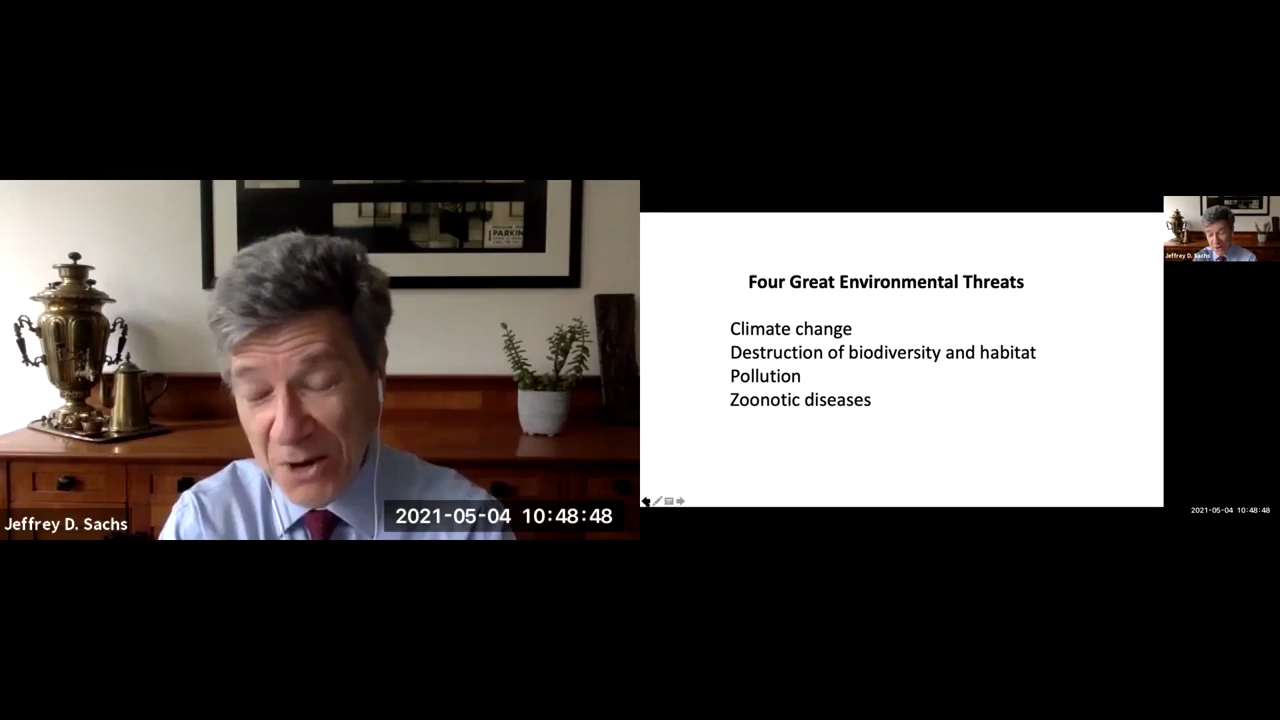 PARKIN
Jeffrey D. Sachs
2021-05-04 10:48:48
Four Great Environmental Threats
Climate change
Destruction of biodiversity and habitat
Pollution
Zoonotic diseases
Jeffrey D. Sachs
2021-05-04 10:48:48